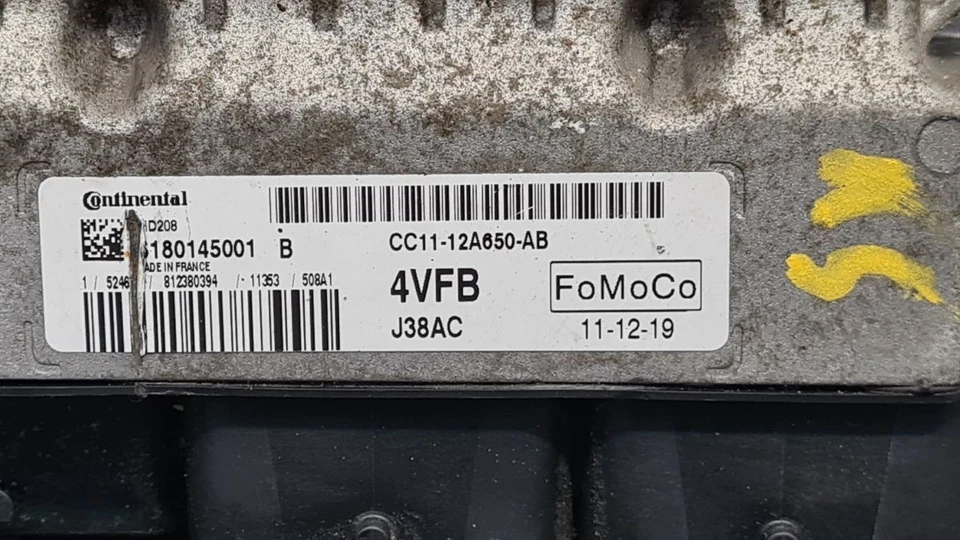 Continental
D208
180145001 B
ADE IN FRANCE
1 / 5246 / 812380394 / 11353 / 508A1
CC11-12A650-AB
4VFB
FoMoCo
J38AC
11-12-19